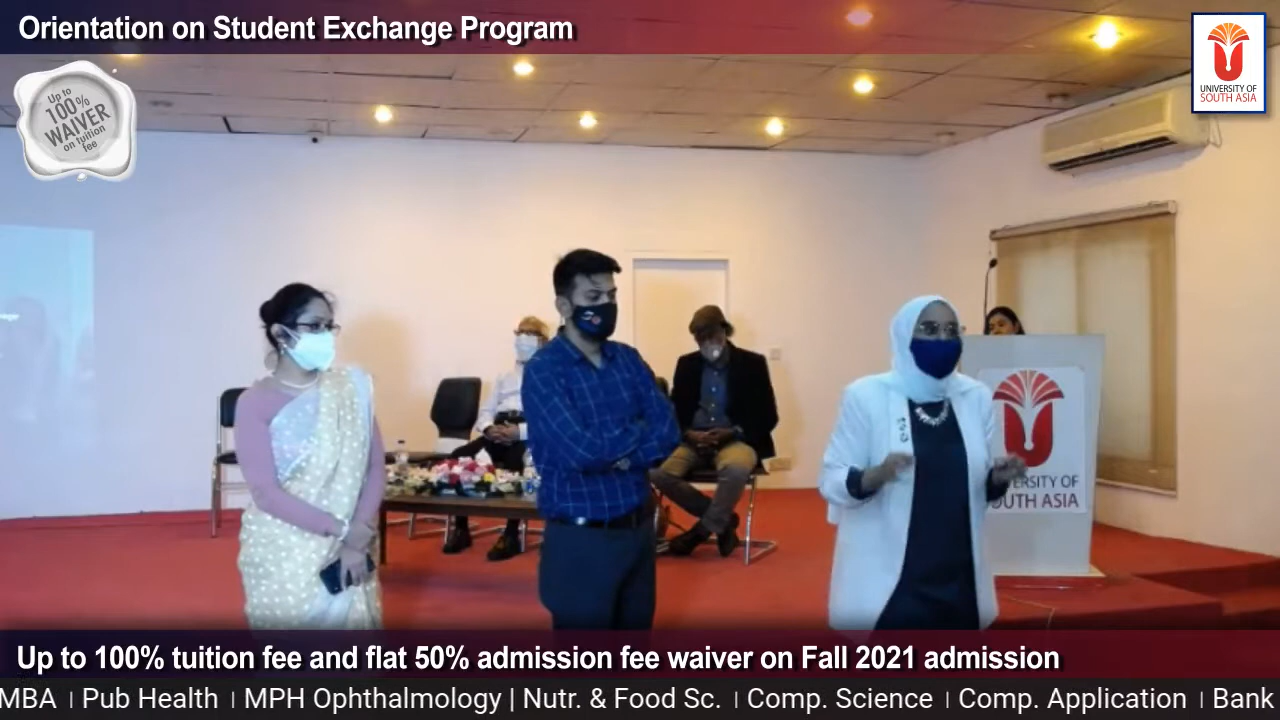 Orientation on Student Exchange Program
UNIVERSITY OF
SOUTH ASIA
Up to
100%
WAIVER
on tuition
fee
UNIVERSITY OF
SOUTH ASIA
Up to 100% tuition fee and flat 50% admission fee waiver on Fall 2021 admission
MBA | Pub Health | MPH Ophthalmology | Nutr. & Food Sc. | Comp. Science | Comp. Application | Bank